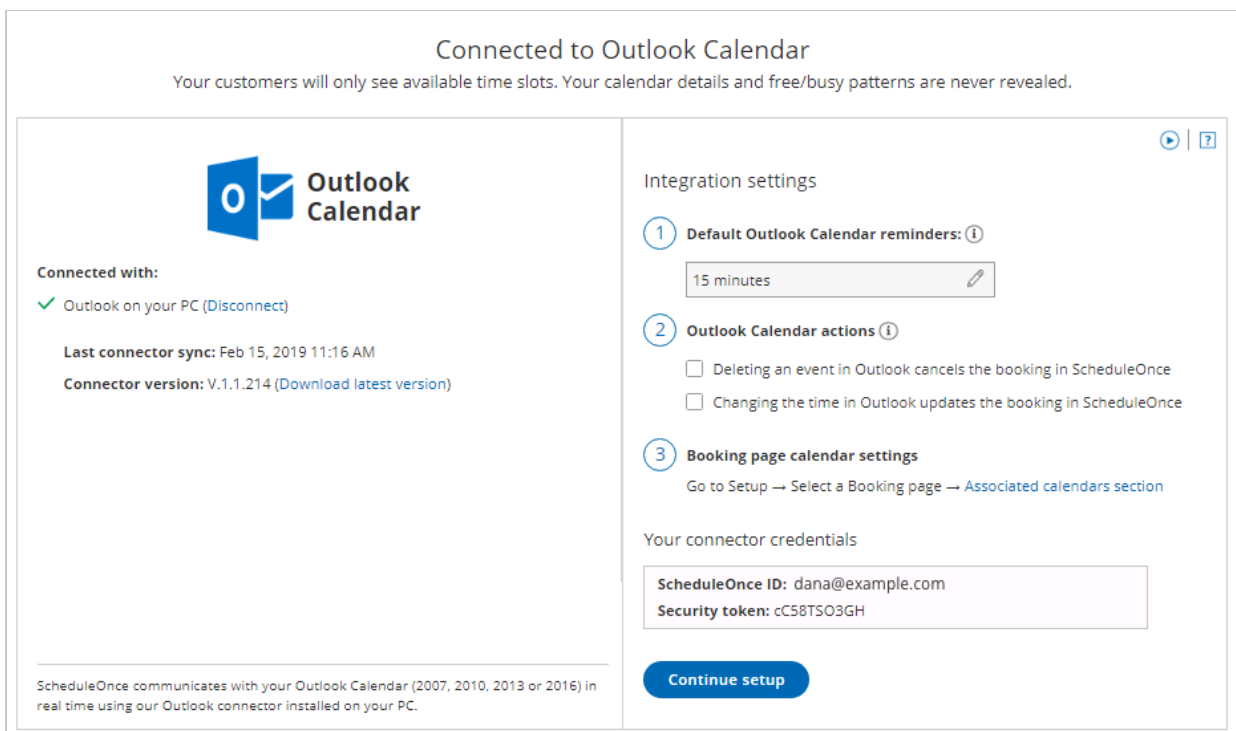 Connected to Outlook Calendar
Your customers will only see available time slots. Your calendar details and free/busy patterns are never revealed.
Outlook
Calendar
Connected with:
Outlook on your PC (Disconnect)
Last connector sync: Feb 15, 2019 11:16 AM
Connector version: V.1.1.214 (Download latest version)
ScheduleOnce communicates with your Outlook Calendar (2007, 2010, 2013 or 2016) in
real time using our Outlook connector installed on your PC.
Integration settings
1 Default Outlook Calendar reminders:
15 minutes
2 Outlook Calendar actions
Deleting an event in Outlook cancels the booking in ScheduleOnce
Changing the time in Outlook updates the booking in ScheduleOnce
3 Booking page calendar settings
Go to Setup → Select a Booking page → Associated calendars section
Your connector credentials
ScheduleOnce ID: dana@example.com
Security token: cC58TSO3GH
Continue setup